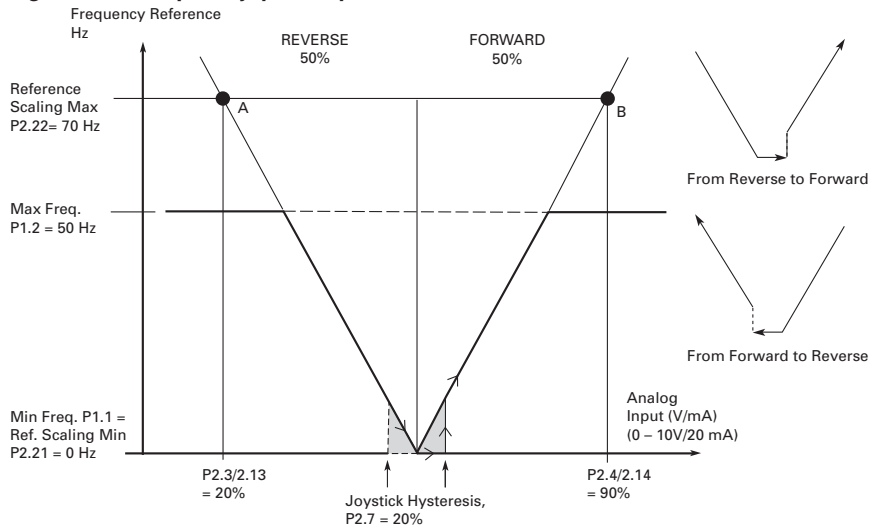 Frequency Reference
Hz
REVERSE
50%
FORWARD
50%
Reference
Scaling Max
P2.22= 70 Hz
A
B
From Reverse to Forward
Max Freq.
P1.2 = 50 Hz
From Forward to Reverse
Min Freq. P1.1 =
Ref. Scaling Min
P2.21 = 0 Hz
Analog
Input (V/mA)
(0 – 10V/20 mA)
P2.3/2.13
= 20%
Joystick Hysteresis,
P2.7 = 20%
P2.4/2.14
= 90%